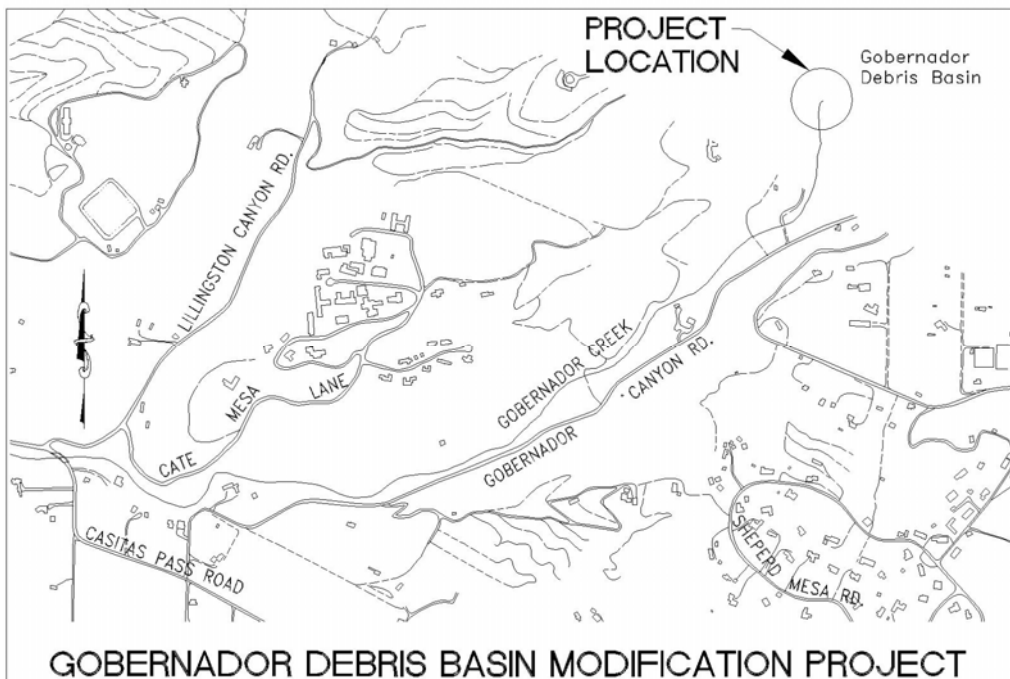 PROJECT
LOCATION
Gobernador
Debris Basin
LILLINGSTON CANYON RD.
GOBERNADOR CREEK
CANYON RD.
GOBERNADOR
MESA
LANE
CATE
CASITAS PASS ROAD
SHEPERD
MESA RD.
GOBERNADOR DEBRIS BASIN MODIFICATION PROJECT